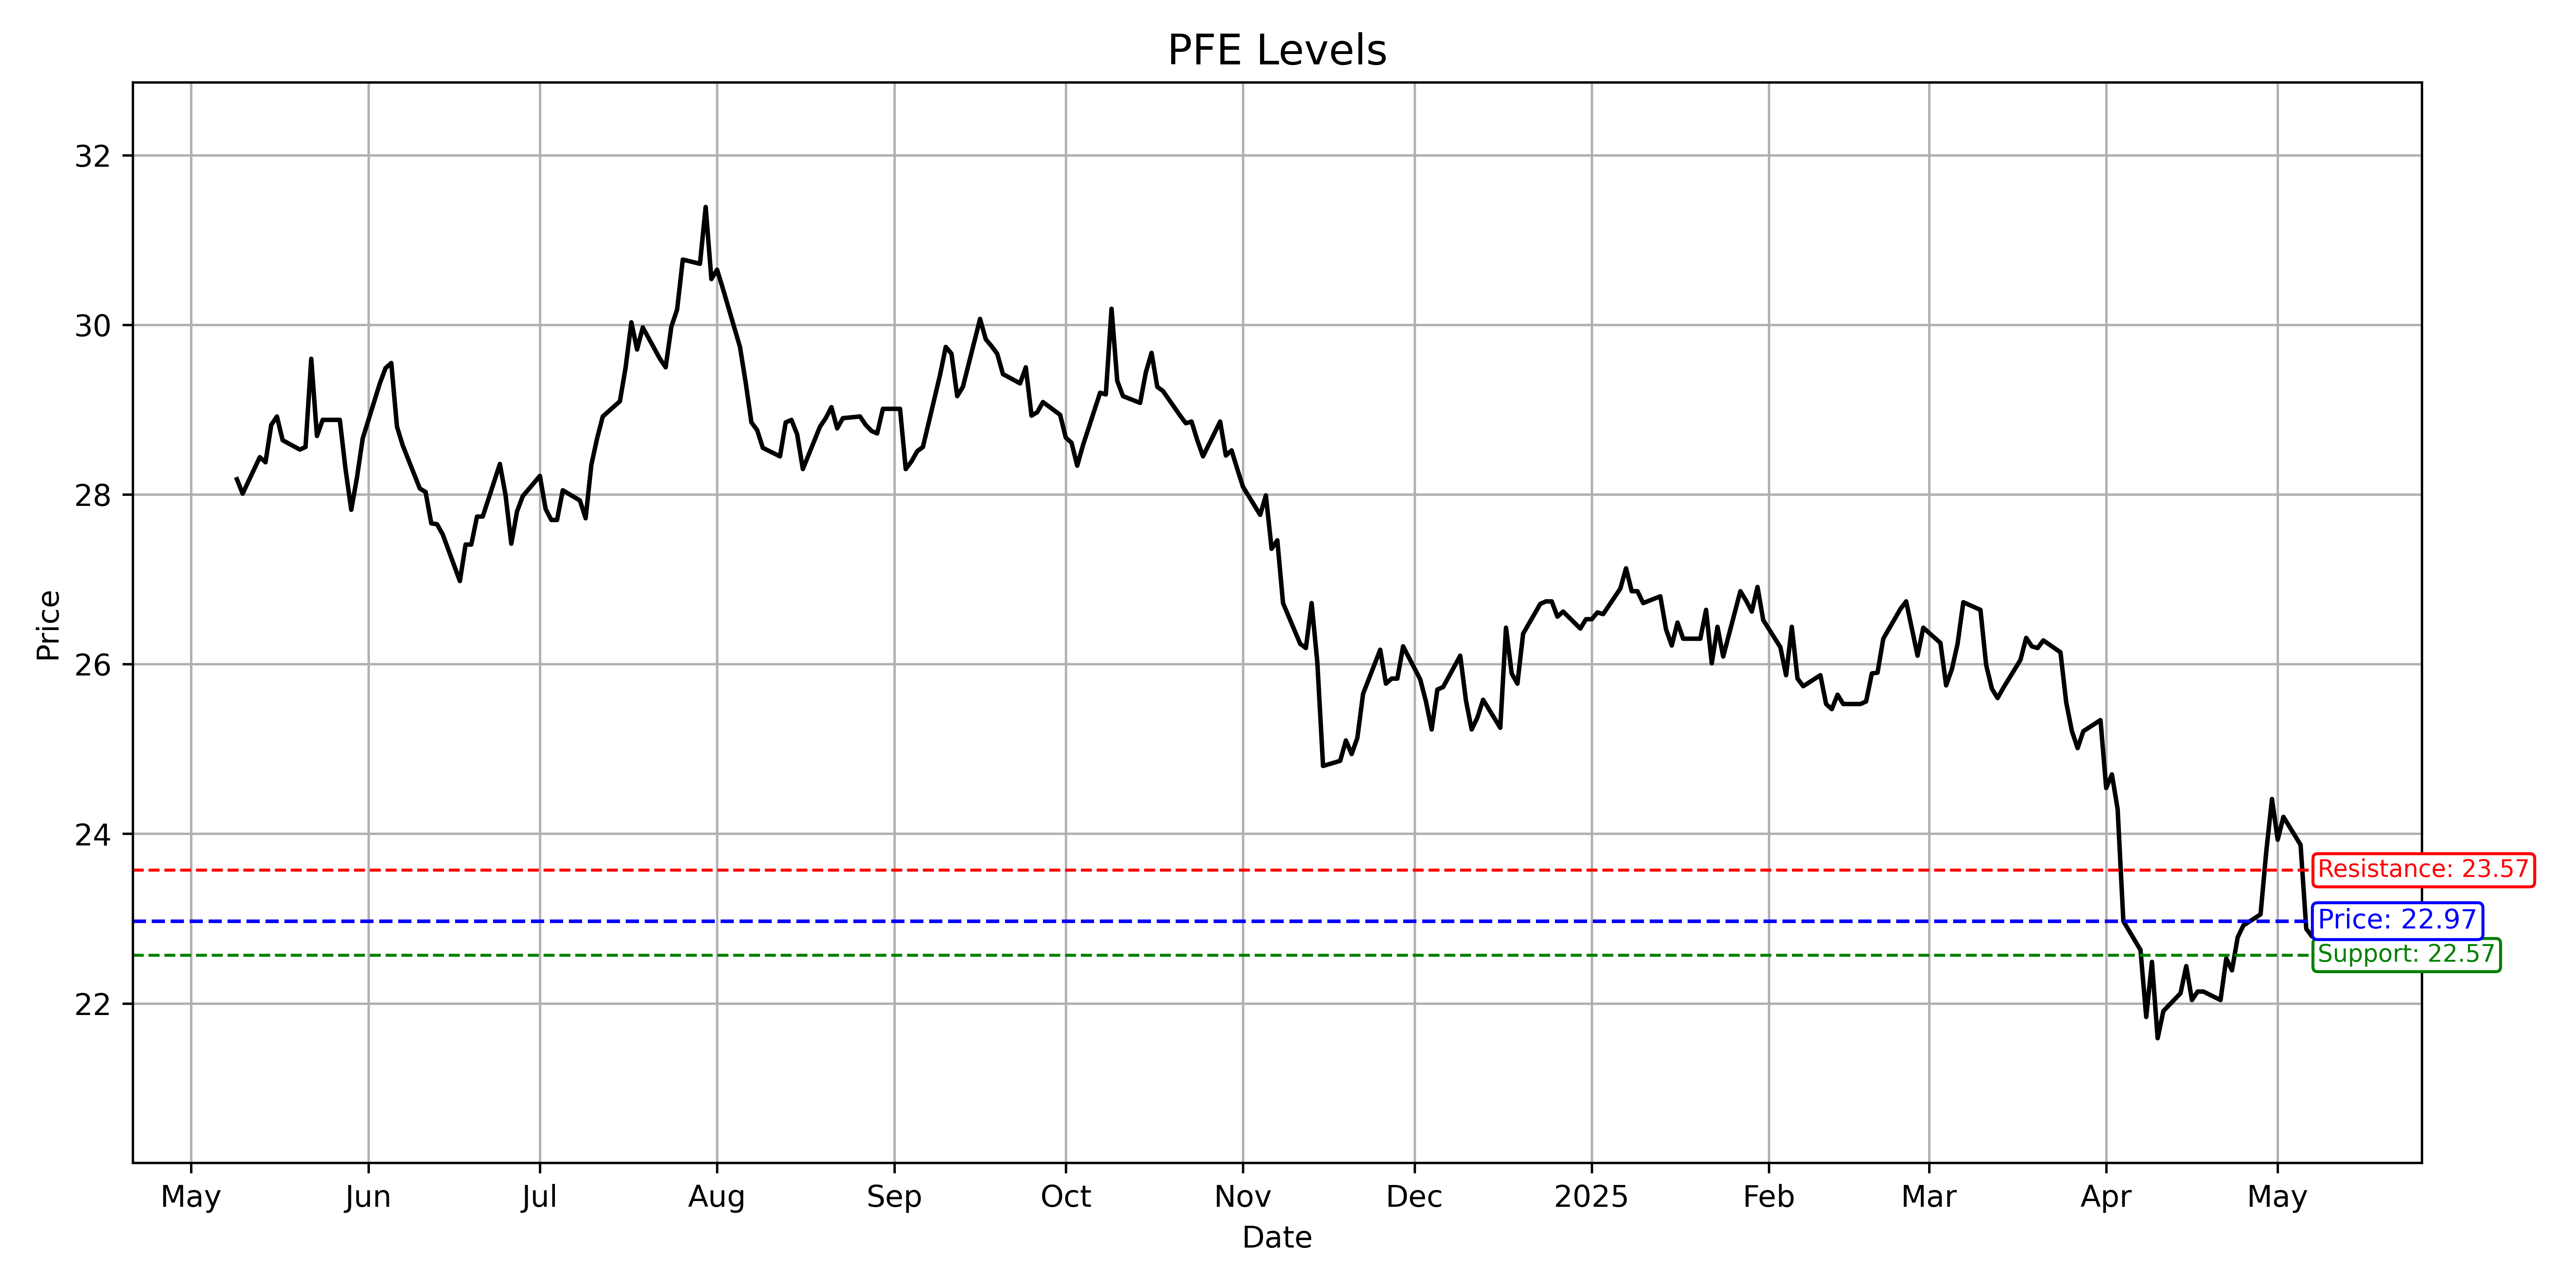 PFE Levels
Price
32
30
28
26
24
22
Resistance: 23.57
Price: 22.97
Support: 22.57
May
Jun
Jul
Aug
Sep
Oct
Nov
Dec
2025
Feb
Mar
Apr
May
Date